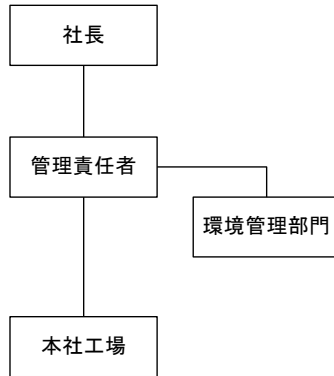 社長
管理責任者
環境管理部門
本社工場